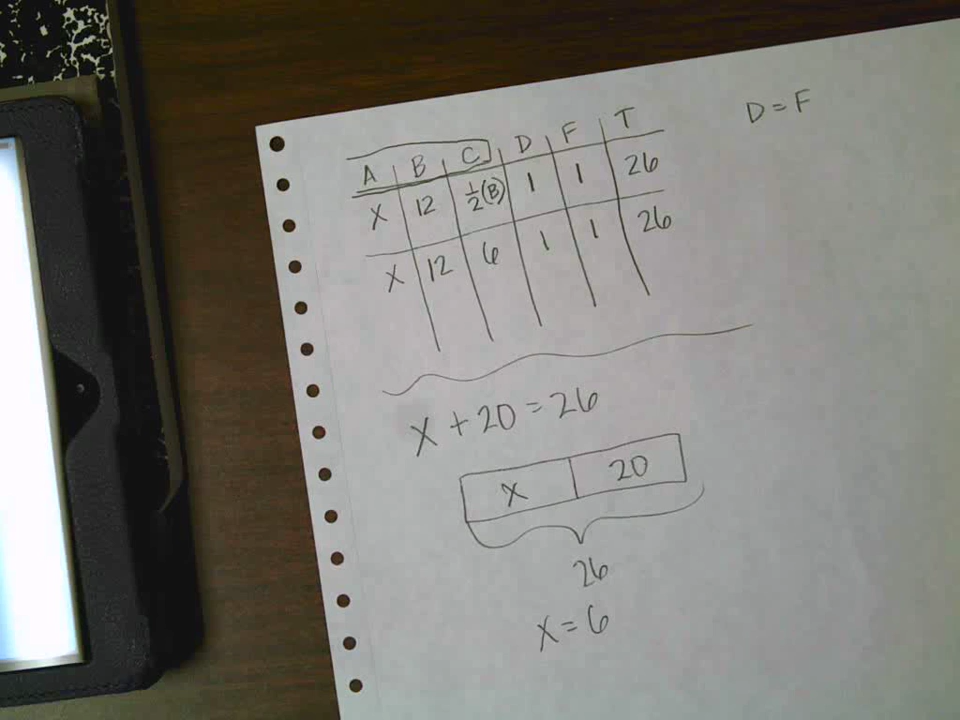 A B C D F T
X 12 1/2(B) 1 1 26
X 12 6 1 1 26
D = F
X + 20 = 26
X 20
26
X = 6